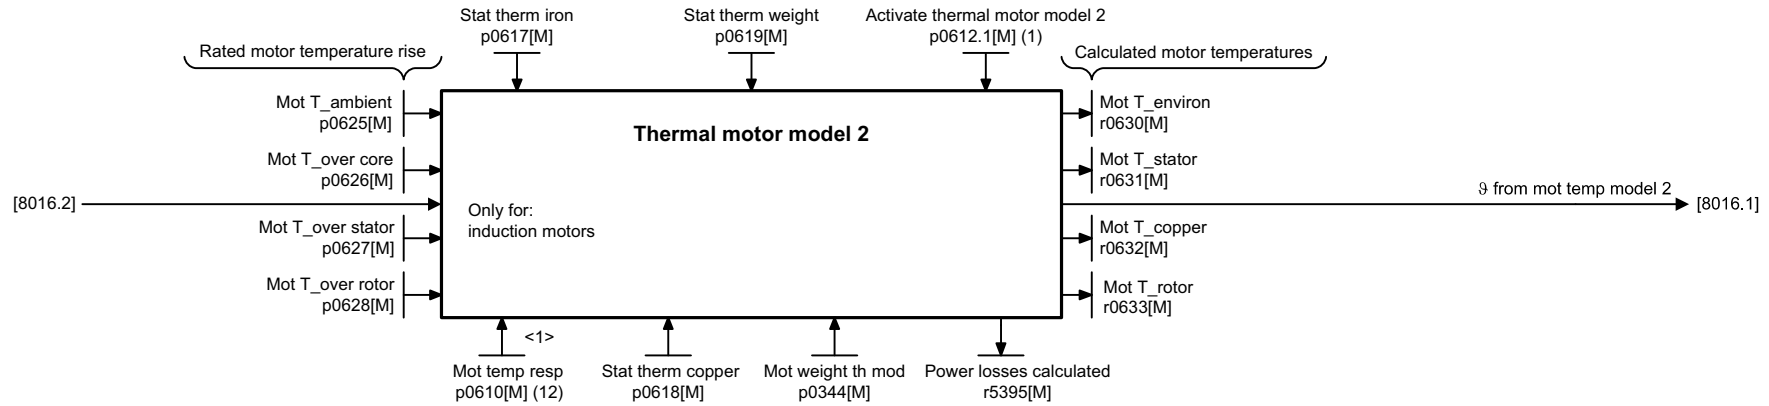 Stat therm iron
p0617[M]
Stat therm weight
p0619[M]
Activate thermal motor model 2
p0612.1[M] (1)
Rated motor temperature rise
Calculated motor temperatures
Mot T_ambient
p0625[M]
Mot T_over core
p0626[M]
[8016.2]
Mot T_over stator
p0627[M]
Mot T_over rotor
p0628[M]
Thermal motor model 2
Only for:
induction motors
Mot T_environ
r0630[M]
Mot T_stator
r0631[M]
ϑ from mot temp model 2
[8016.1]
Mot T_copper
r0632[M]
Mot T_rotor
r0633[M]
<1>
Mot temp resp
p0610[M] (12)
Stat therm copper
p0618[M]
Mot weight th mod
p0344[M]
Power losses calculated
r5395[M]